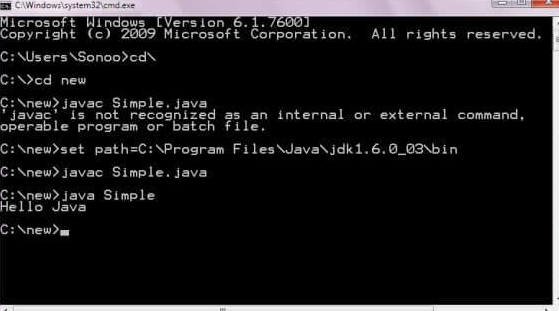 C:\Windows\system32\cmd.exe
Microsoft Windows [Version 6.1.7600]
Copyright (c) 2009 Microsoft Corporation.  All rights reserved.
C:\Users\Sonoo>cd\
C:\>cd new
C:\new>javac Simple.java
'javac' is not recognized as an internal or external command,
operable program or batch file.
C:\new>set path=C:\Program Files\Java\jdk1.6.0_03\bin
C:\new>javac Simple.java
C:\new>java Simple
Hello Java
C:\new>